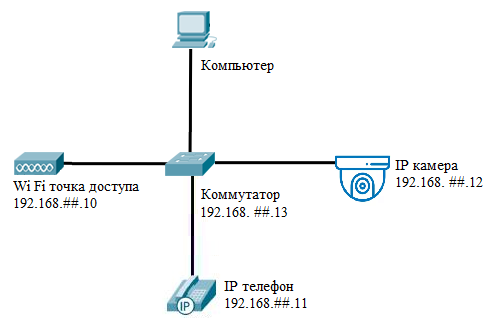 Компьютер
Wi Fi точка доступа
192.168.##.10
Коммутатор
192.168. ##.13
IP камера
192.168. ##.12
IP
IP телефон
192.168.##.11